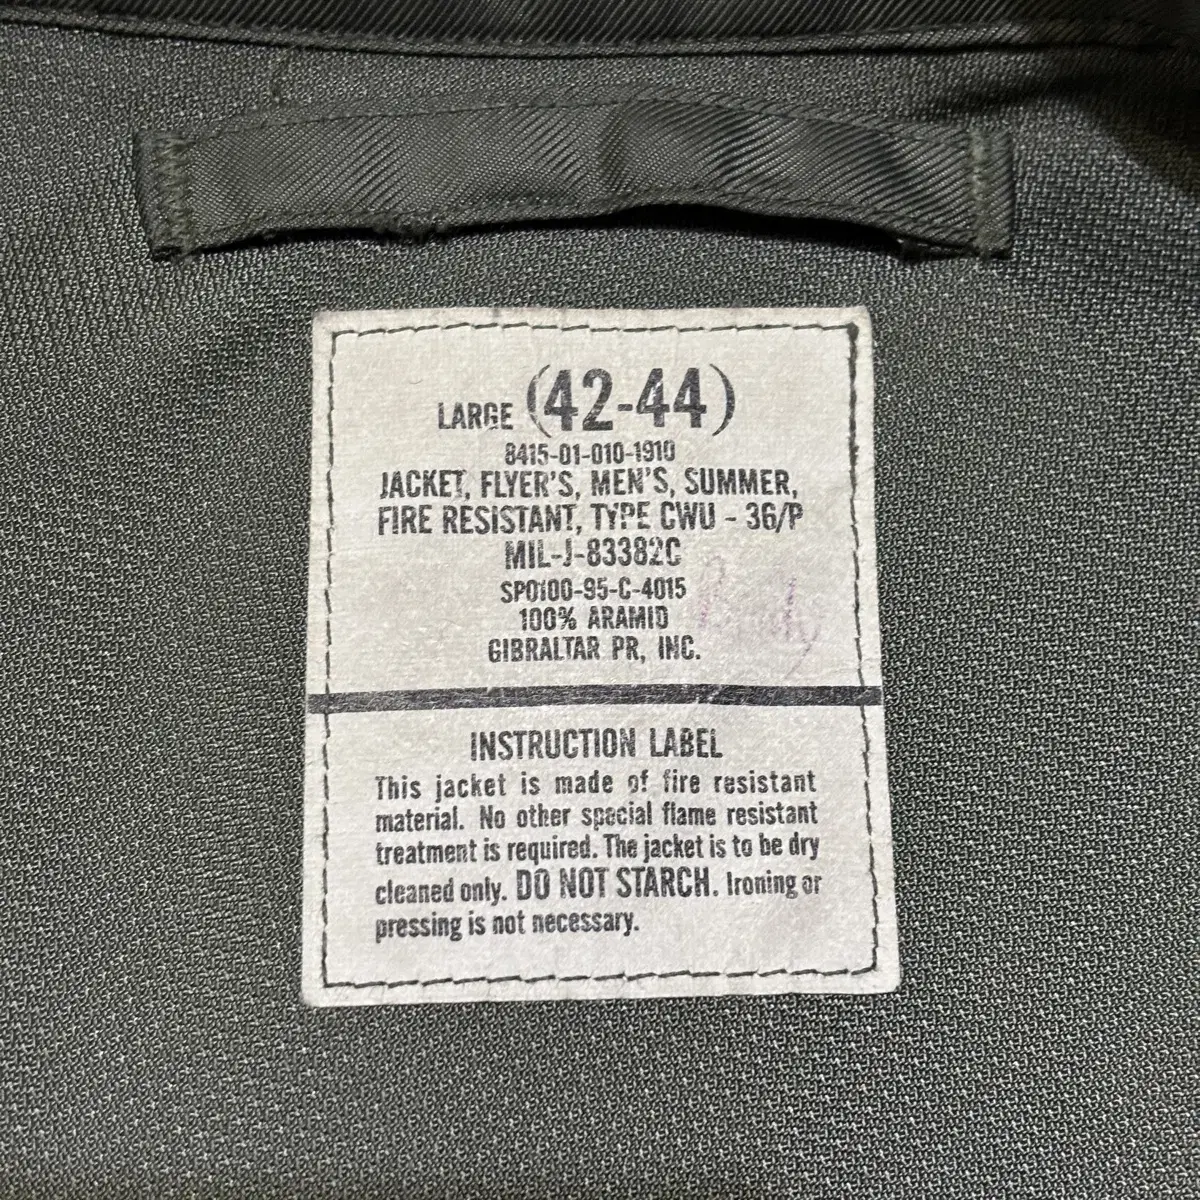 LARGE (42-44)
8415-01-010-1910
JACKET, FLYER'S, MEN'S, SUMMER,
FIRE RESISTANT, TYPE CWU - 36/P
MIL-J-83382C
SP0100-95-C-4015
100% ARAMID
GIBRALTAR PR, INC.
INSTRUCTION LABEL
This jacket is made of fire resistant
material. No other special flame resistant
treatment is required. The jacket is to be dry
cleaned only. DO NOT STARCH. Ironing or
pressing is not necessary.